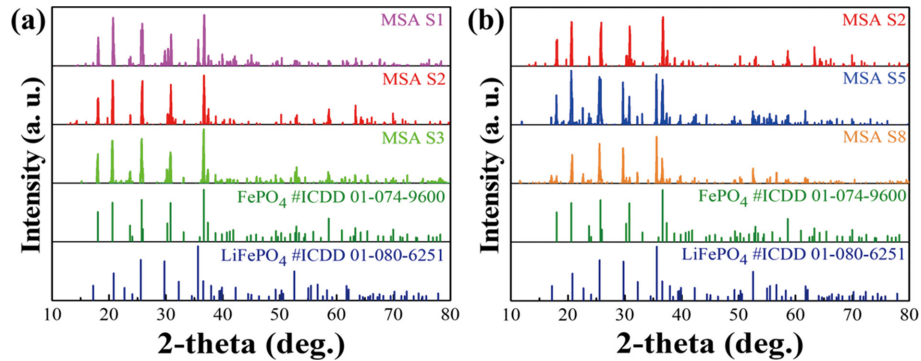 (a)
MSA S1
MSA S2
MSA S3
FePO4 #ICDD 01-074-9600
LiFePO4 #ICDD 01-080-6251
Intensity (a. u.)
10 20 30 40 50 60 70 80
2-theta (deg.)
(b)
MSA S2
MSA S5
MSA S8
FePO4 #ICDD 01-074-9600
LiFePO4 #ICDD 01-080-6251
Intensity (a. u.)
10 20 30 40 50 60 70 80
2-theta (deg.)